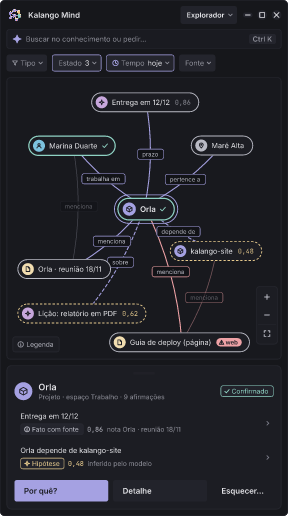 Kalango Mind
Explorador
Buscar no conhecimento ou pedir...
Ctrl K
Tipo
Estado 3
Tempo hoje
Fonte
Entrega em 12/12 0,86
Marina Duarte
Maré Alta
prazo
trabalha em
pertence a
menciona
Orla
depende de
menciona
kalango-site 0,48
sobre
Orla · reunião 18/11
menciona
menciona
Lição: relatório em PDF 0,62
Guia de deploy (página) web
Legenda
Orla
Projeto · espaço Trabalho · 9 afirmações
Confirmado
Entrega em 12/12
Fato com fonte 0,86 nota Orla · reunião 18/11
Orla depende de kalango-site
Hipótese 0,48 inferido pelo modelo
Por quê?
Detalhe
Esquecer...